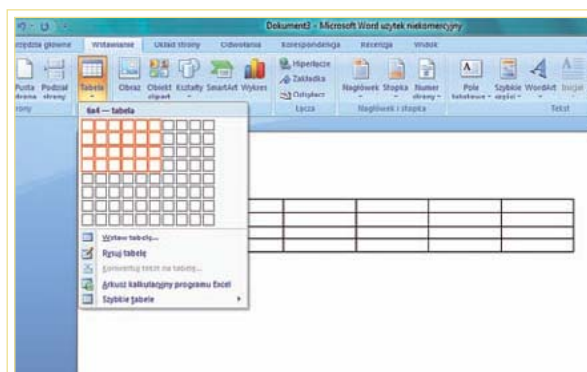 Dokument3 - Microsoft Word użytek niekomercyjny
Narzędzia główne Wstawianie Układ strony Odwołania Korespondencja Recenzja Widok
Pusta strona Podział strony
Tabela
Obraz Obiekt clipart Kształty SmartArt Wykres
Hiperłącze
Zakładka
Odsyłacz
Nagłówek Stopka Numer strony
Pole tekstowe Szybkie części WordArt Inicjał
Łącza Nagłówek i stopka Tekst
6x4 — tabela
Wstaw tabelę...
Rysuj tabelę
Konwertuj tekst na tabelę...
Arkusz kalkulacyjny programu Excel
Szybkie tabele